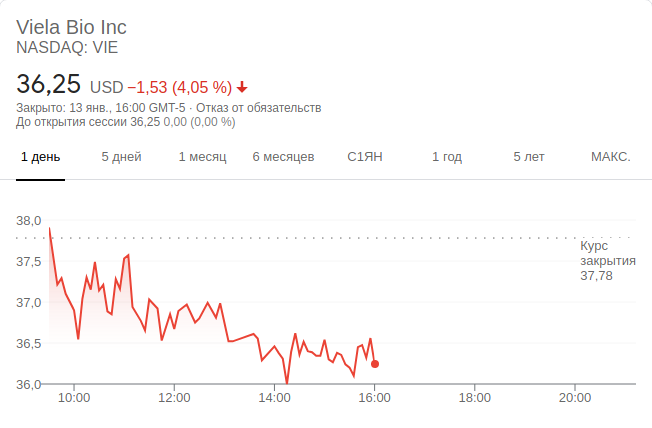 Viela Bio Inc
NASDAQ: VIE
36,25 USD −1,53 (4,05 %)
Закрыто: 13 янв., 16:00 GMT-5 · Отказ от обязательств
До открытия сессии 36,25 0,00 (0,00 %)
1 день 5 дней 1 месяц 6 месяцев С1ЯН 1 год 5 лет МАКС.
38,0
Курс
закрытия
37,78
37,5
37,0
36,5
36,0
10:00 12:00 14:00 16:00 18:00 20:00